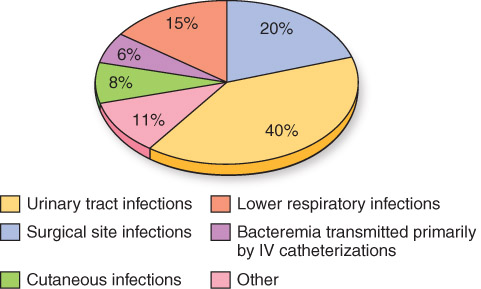 15%
20%
6%
8%
11%
40%
Urinary tract infections
Lower respiratory infections
Surgical site infections
Bacteremia transmitted primarily
by IV catheterizations
Cutaneous infections
Other